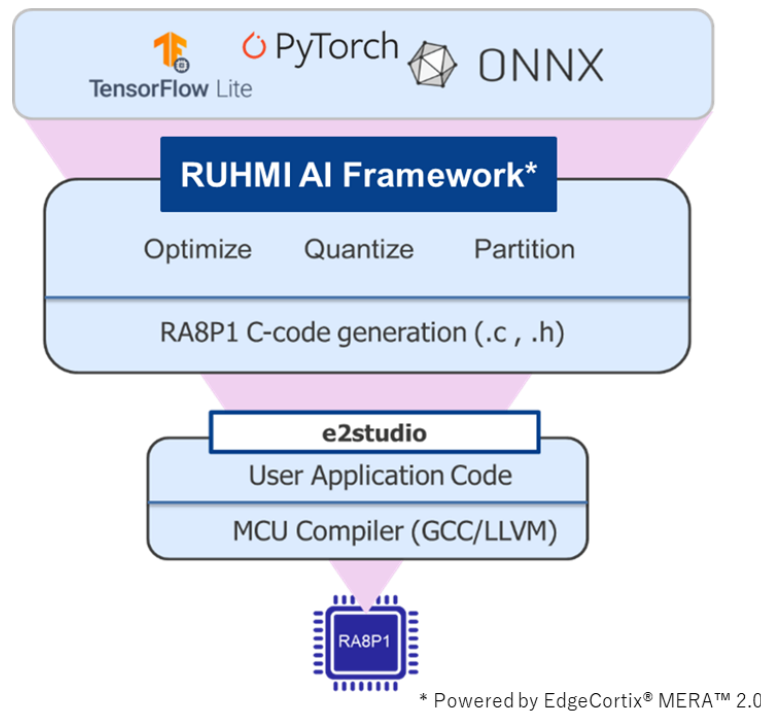 TensorFlow Lite
PyTorch
ONNX
RUHMI AI Framework*
Optimize Quantize Partition
RA8P1 C-code generation (.c , .h)
e2studio
User Application Code
MCU Compiler (GCC/LLVM)
RA8P1
* Powered by EdgeCortix® MERA™ 2.0